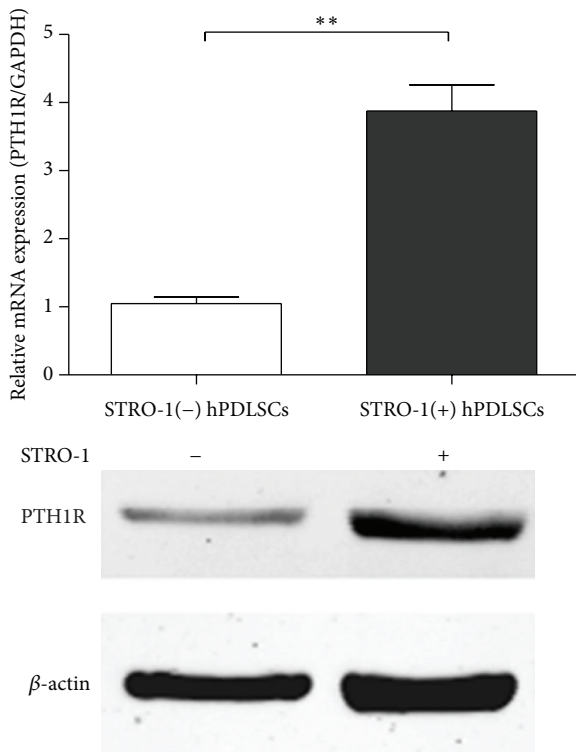 Relative mRNA expression (PTH1R/GAPDH)
5
4
3
2
1
0
**
STRO-1(−) hPDLSCs
STRO-1(+) hPDLSCs
STRO-1 − +
PTH1R
β-actin